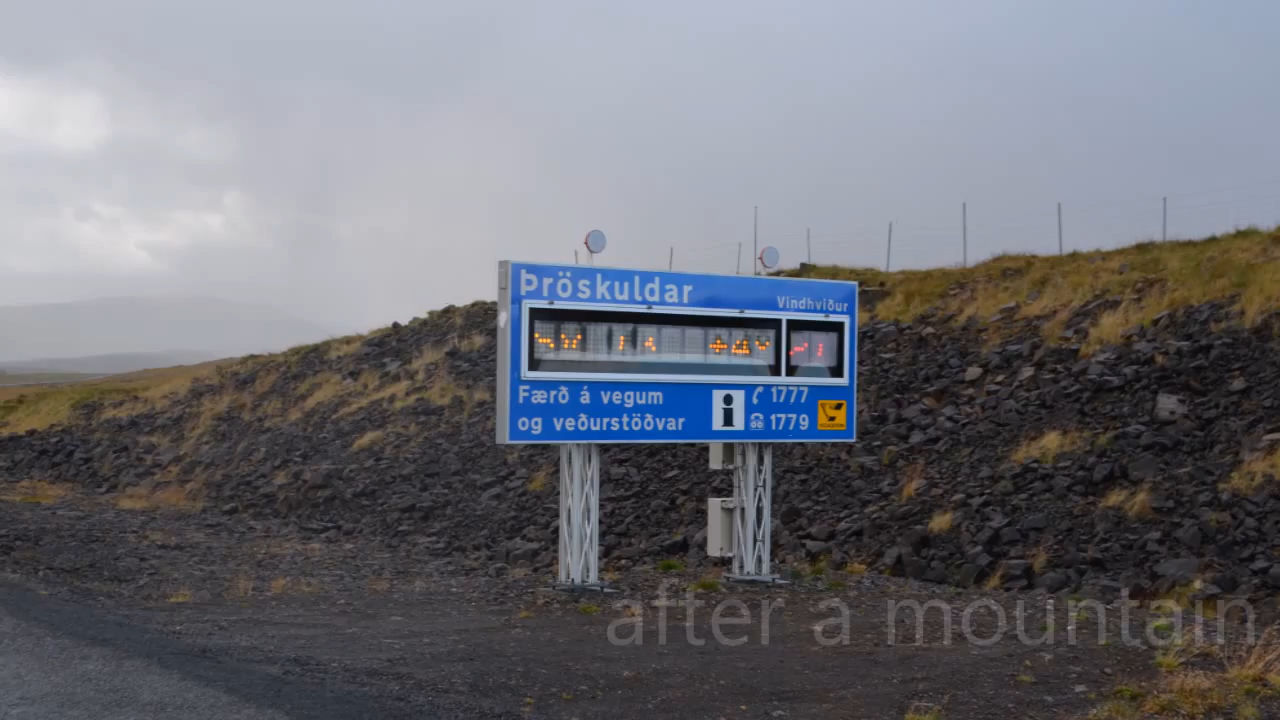 Þröskuldar
Vindhviður
Færð á vegum
1777
og veðurstöðvar
i
1779
after a mountain